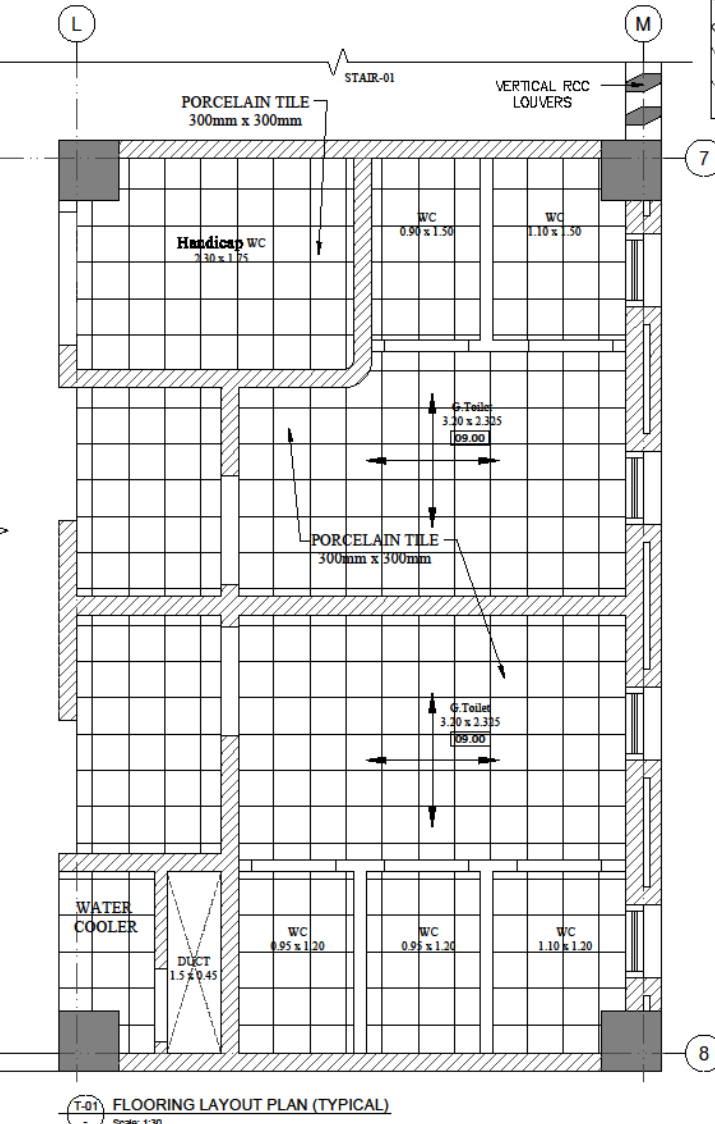 L
M
STAIR-01
VERTICAL RCC
LOUVERS
PORCELAIN TILE
300mm x 300mm
7
WC
0.90 x 1.50
WC
1.10 x 1.50
Handicap WC
2.30 x 1.75
G.Toilet
3.20 x 2.325
09.00
PORCELAIN TILE
300mm x 300mm
G.Toilet
3.20 x 2.325
09.00
WATER
COOLER
DUCT
1.5 x 0.45
WC
0.95 x 1.20
WC
0.95 x 1.20
WC
1.10 x 1.20
8
T-01
-
FLOORING LAYOUT PLAN (TYPICAL)
Scale: 1:30